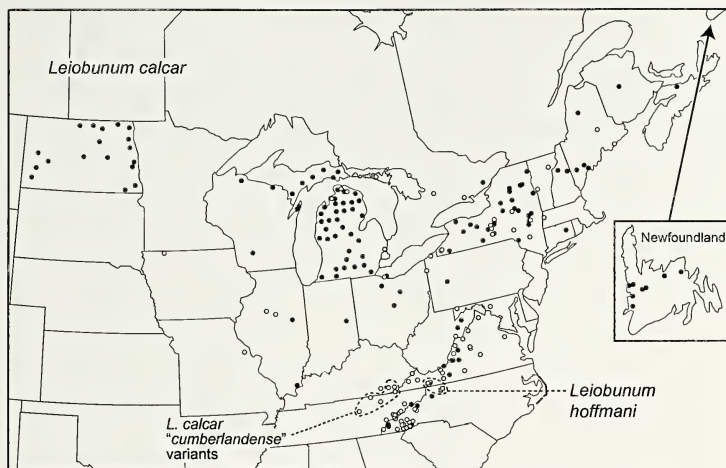 Leiobunum calcar
Newfoundland
Leiobunum
hoffmani
L. calcar
"cumberlandense"
variants